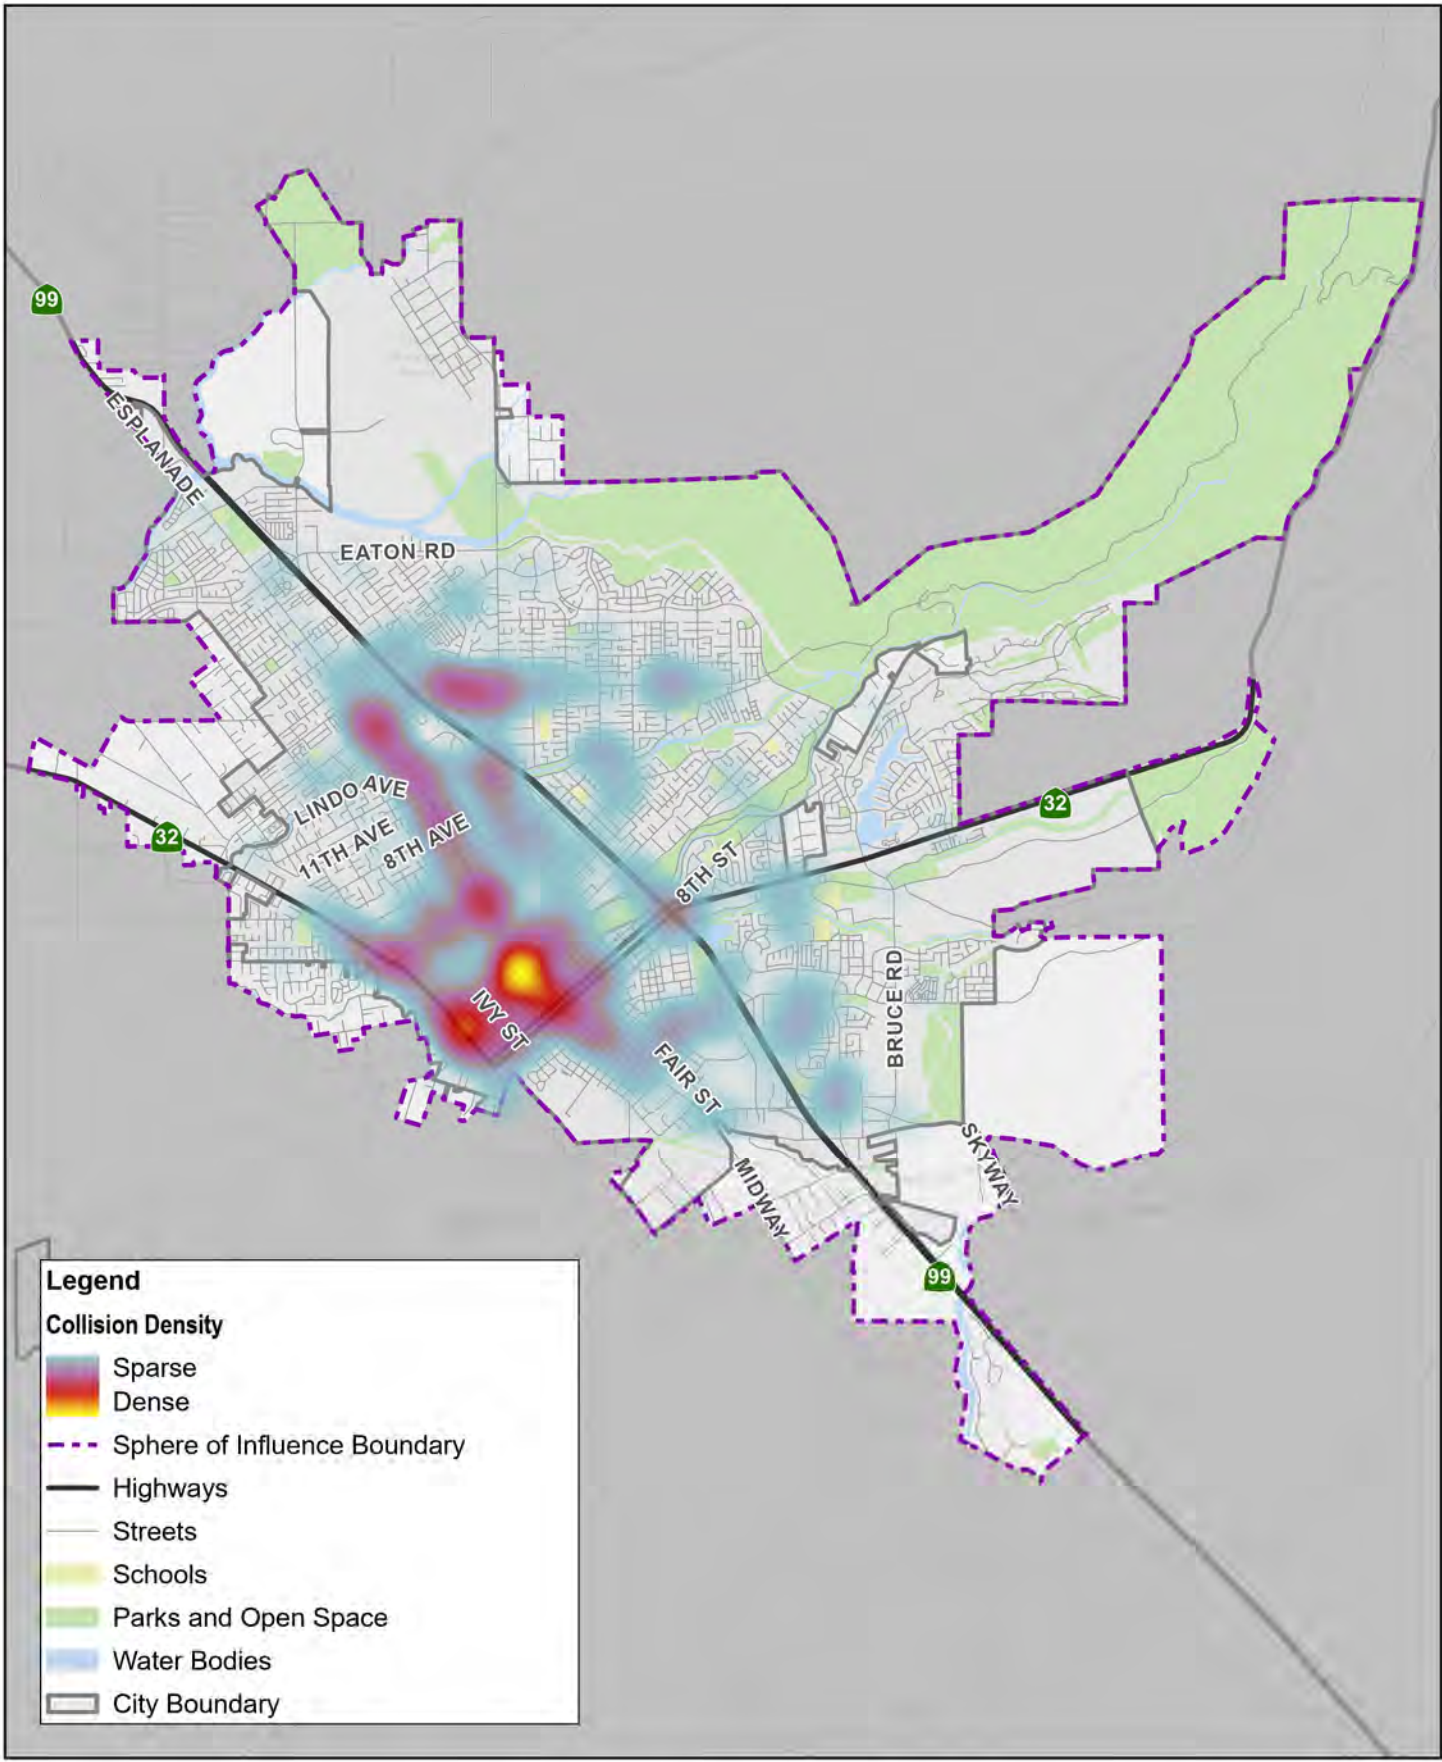 99
ESPLANADE
EATON RD
LINDO AVE
32
11TH AVE
8TH AVE
32
8TH ST
IVY ST
BRUCE RD
FAIR ST
SKYWAY
MIDWAY
99
Legend
Collision Density
Sparse
Dense
Sphere of Influence Boundary
Highways
Streets
Schools
Parks and Open Space
Water Bodies
City Boundary